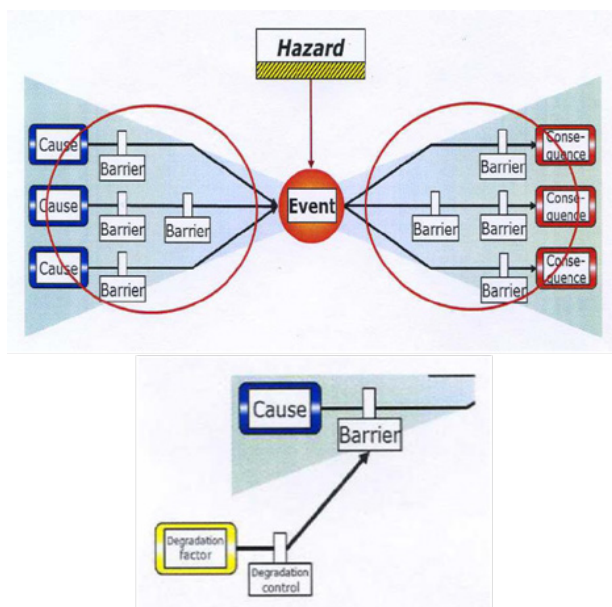 Hazard
Cause
Barrier
Barrier
Conse-
quence
Cause
Barrier
Barrier
Event
Barrier
Barrier
Conse-
quence
Cause
Barrier
Barrier
Conse-
quence
Cause
Barrier
Degradation
factor
Degradation
control